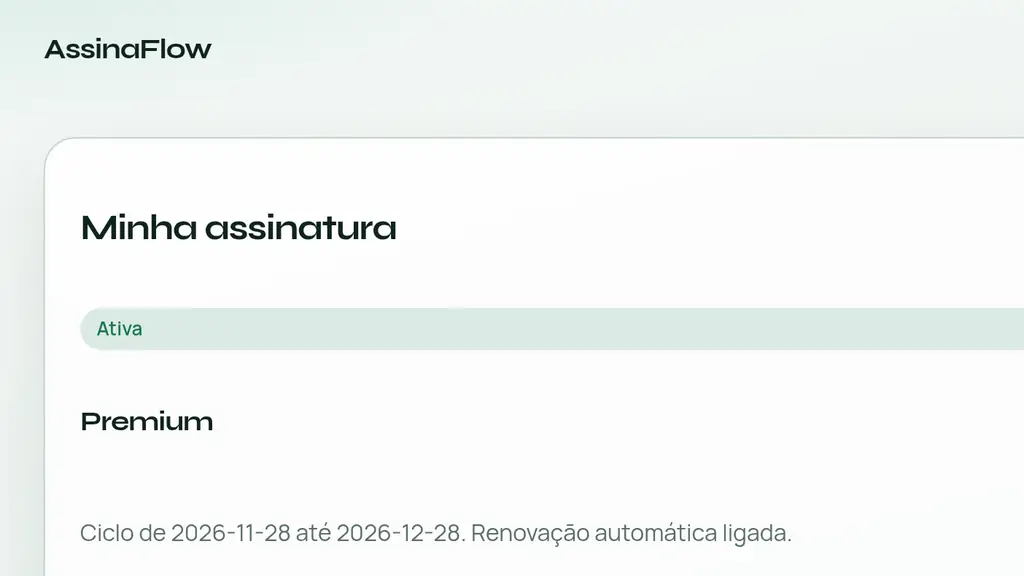 AssinaFlow
Minha assinatura
Ativa
Premium
Ciclo de 2026-11-28 até 2026-12-28. Renovação automática ligada.